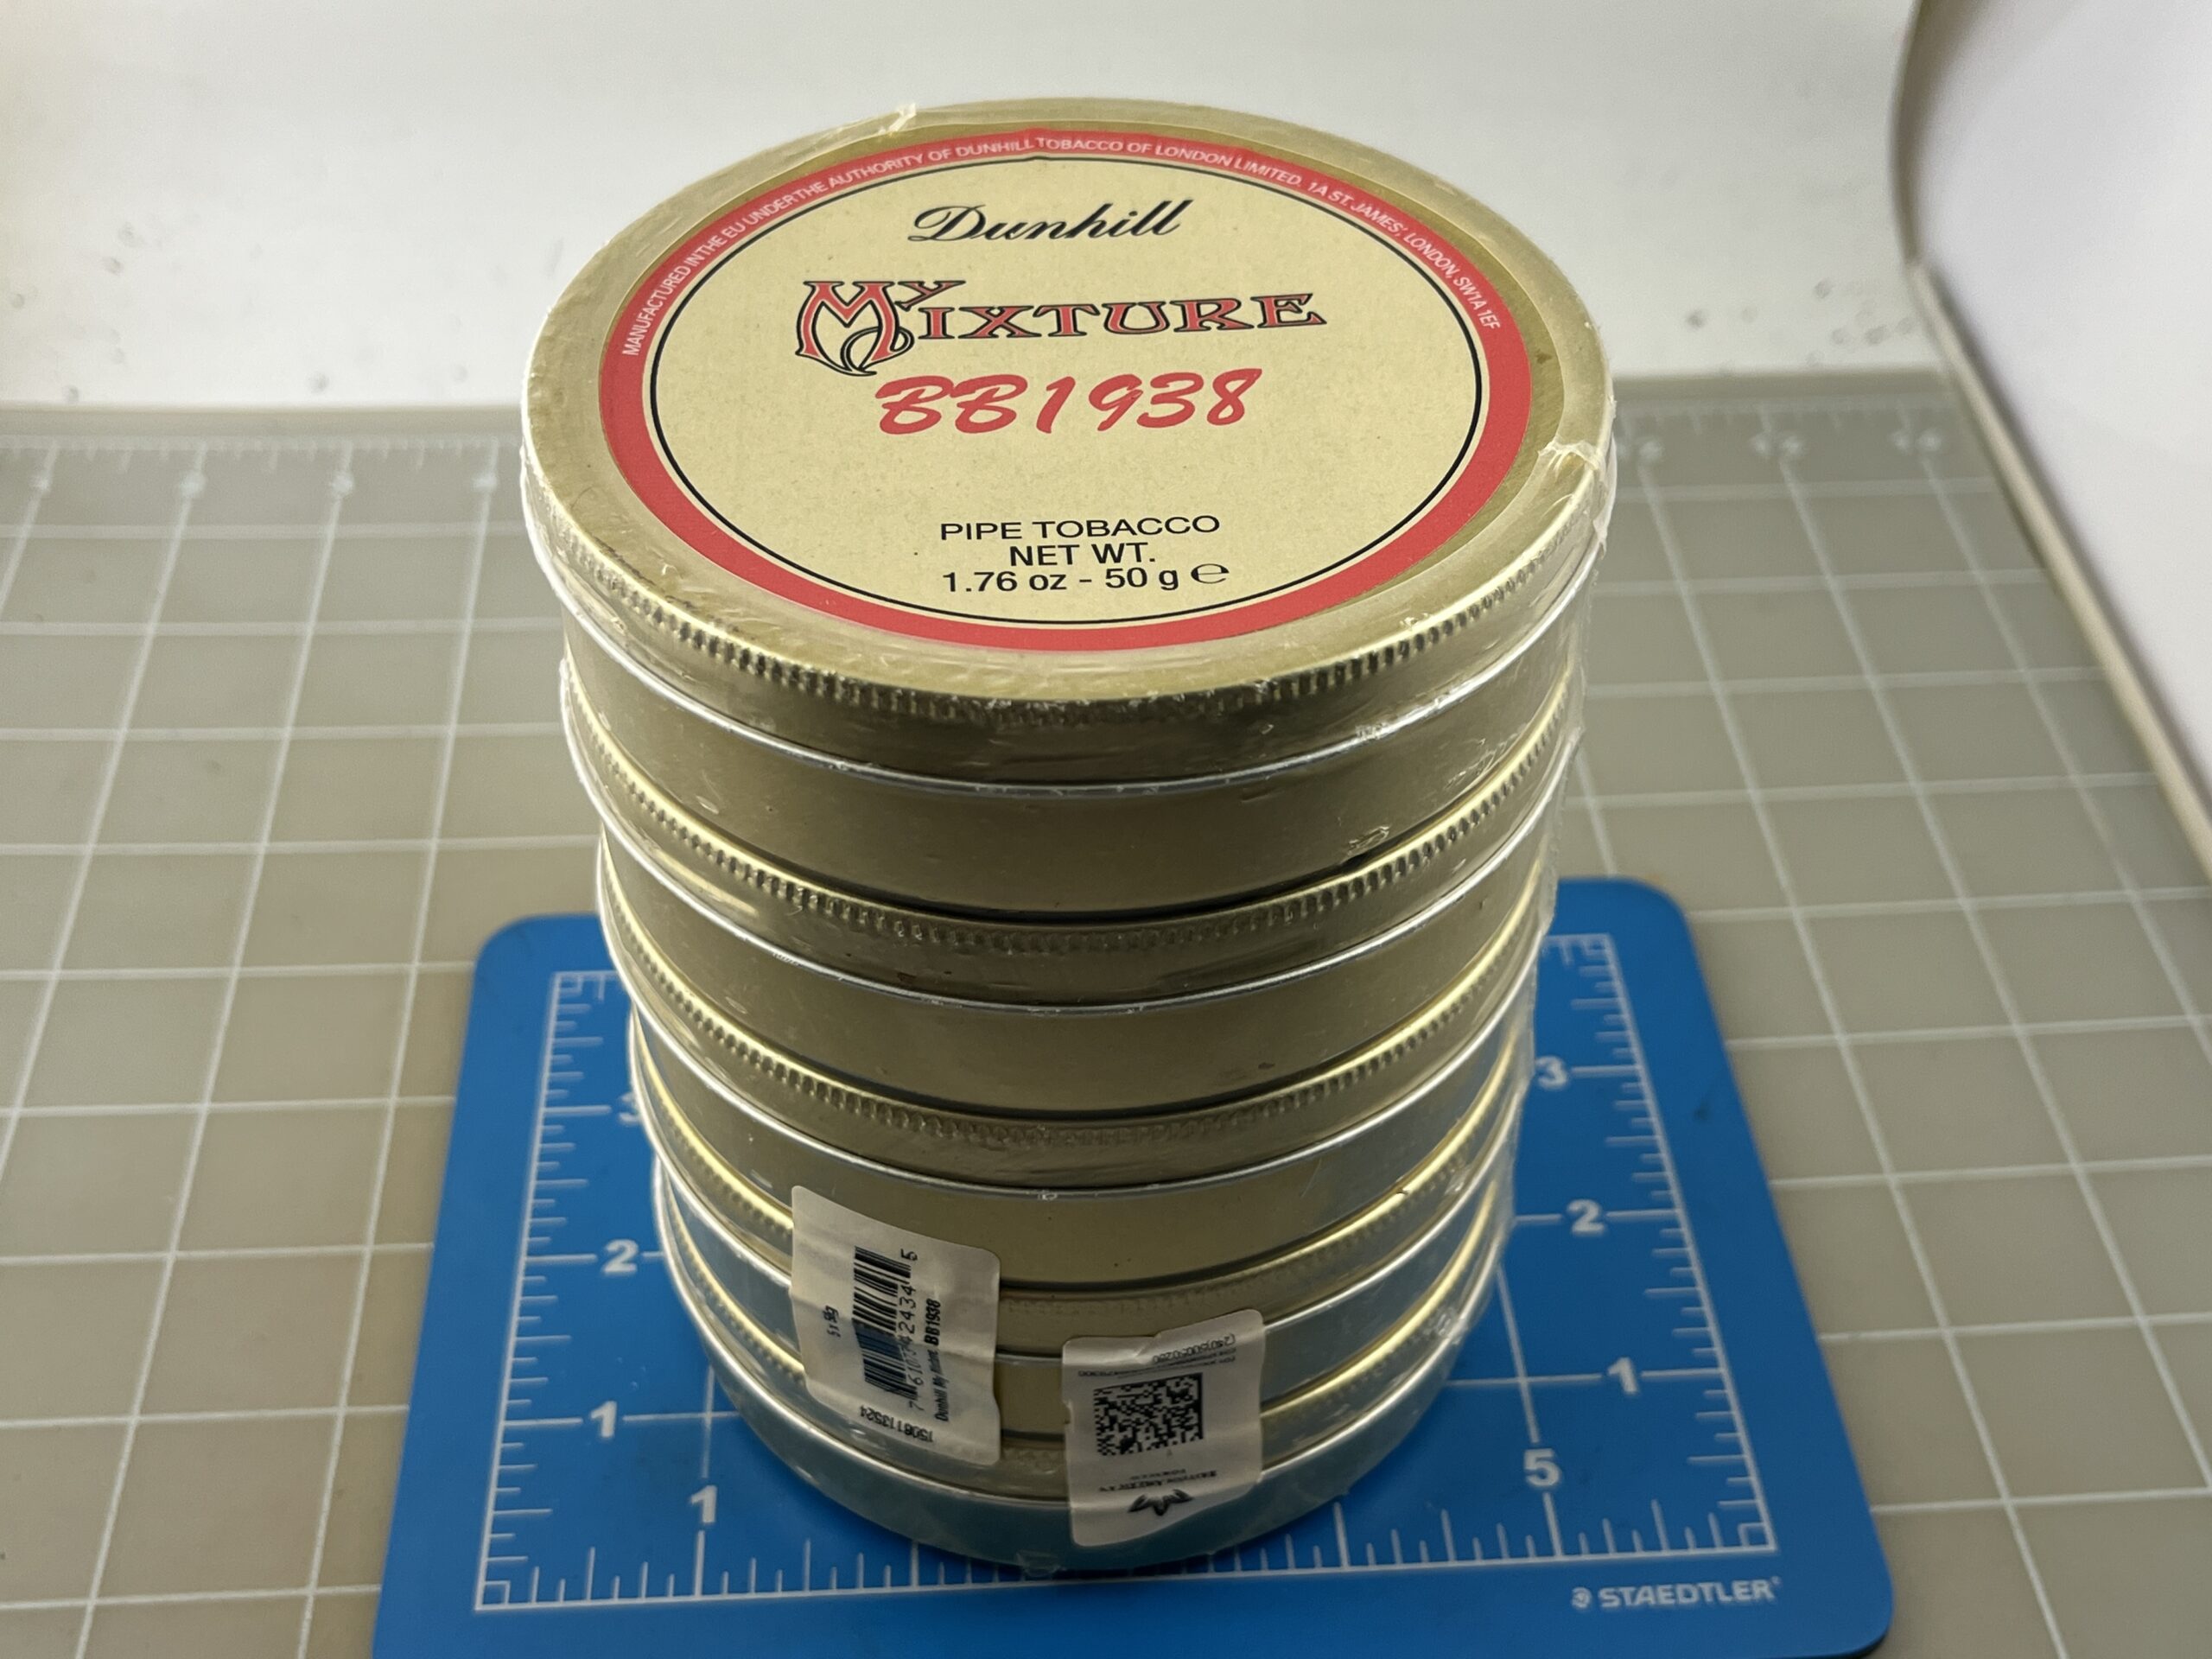 MANUFACTURED IN THE EU UNDER THE AUTHORITY OF DUNHILL TOBACCO OF LONDON LIMITED, 1A ST. JAMES', LONDON, SW1A 1EF
Dunhill
My Mixture
BB1938
PIPE TOBACCO
NET WT.
1.76 oz - 50 g ℮
5 x 50g
Dunhill My Mixture BB1938
3
2
1
1
3
2
1
5
STAEDTLER